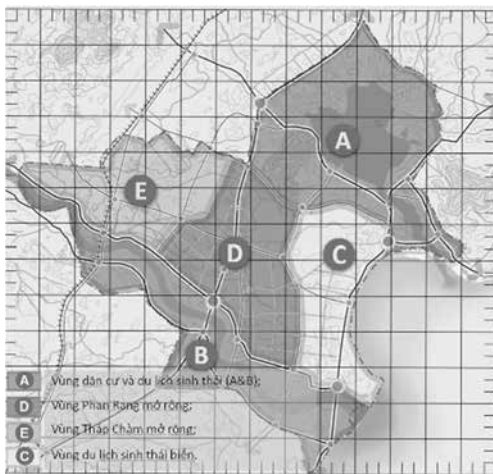 A
E
D
C
B
A Vùng dân cư và du lịch sinh thái (A&B);
D Vùng Phan Rang mở rộng;
E Vùng Tháp Chàm mở rộng;
C Vùng du lịch sinh thái biển.